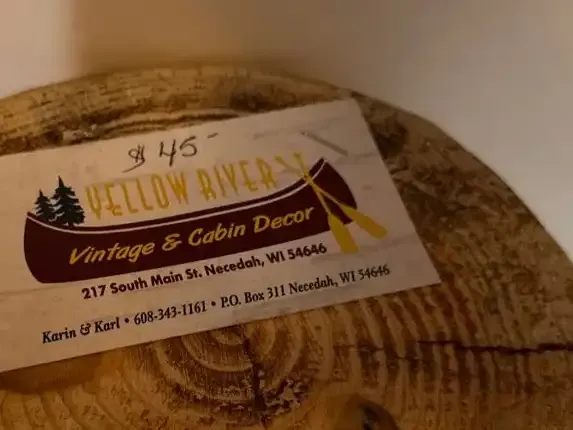 $45-
YELLOW RIVER
Vintage & Cabin Decor
217 South Main St. Necedah, WI 54646
Karin & Karl • 608-343-1161 • P.O. Box 311 Necedah, WI 54646